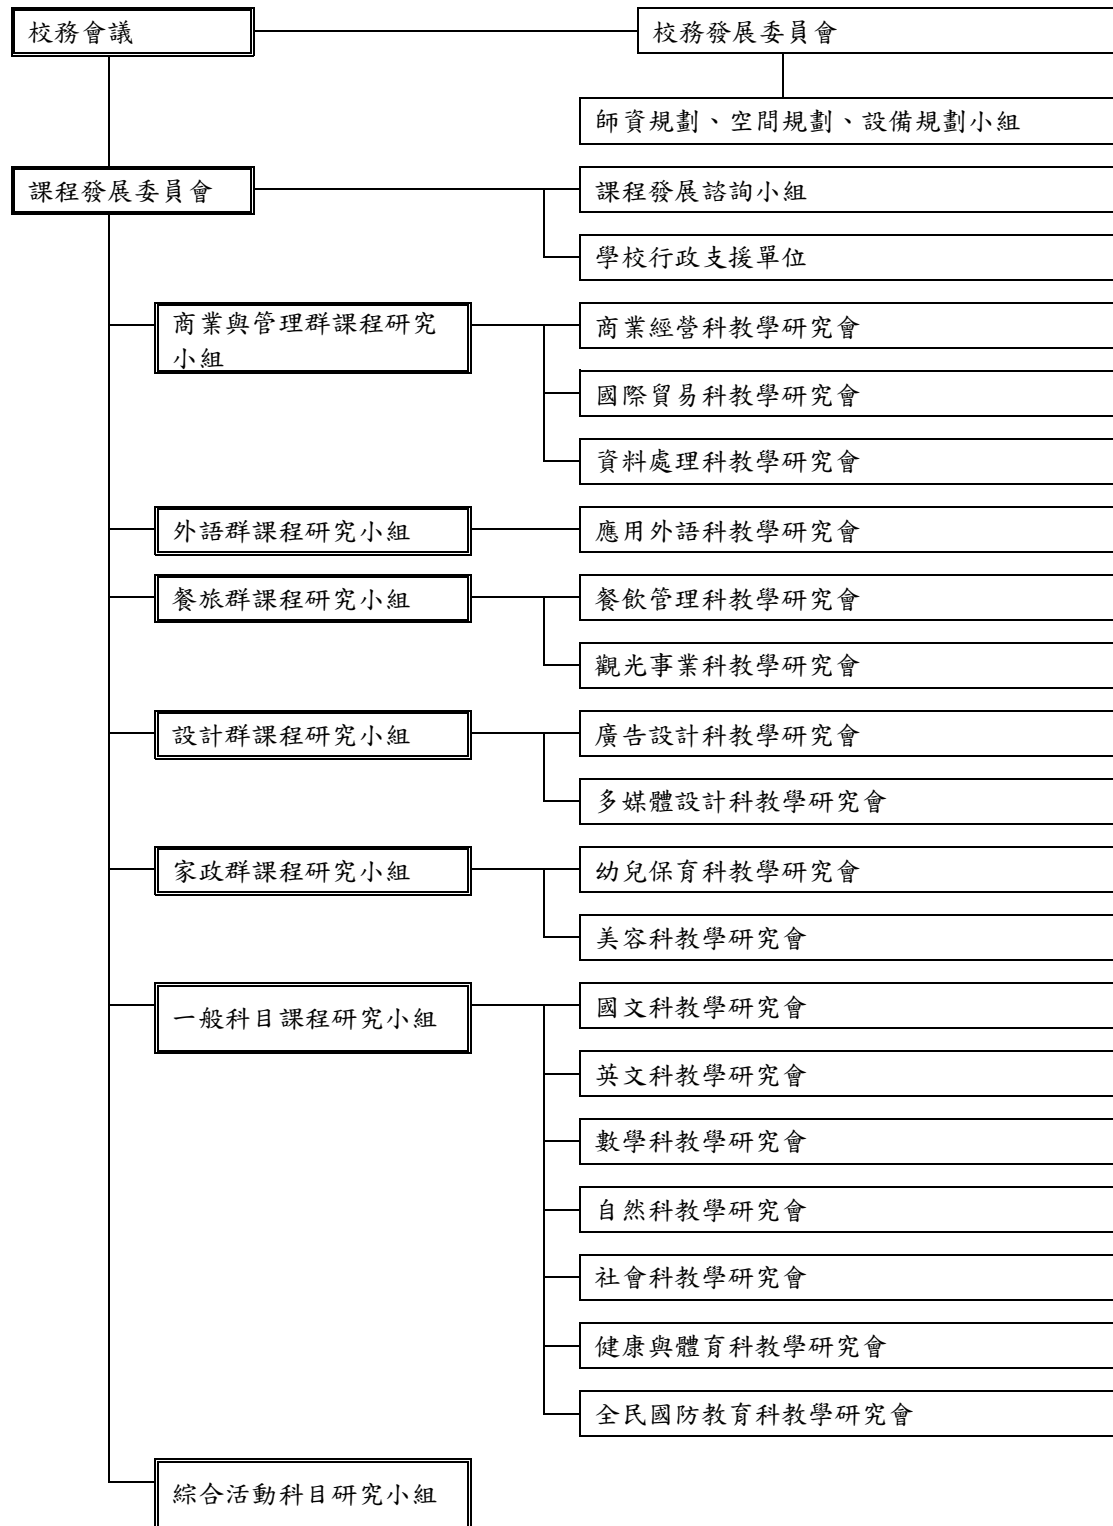 校務會議
校務發展委員會
師資規劃、空間規劃、設備規劃小組
課程發展委員會
課程發展諮詢小組
學校行政支援單位
商業與管理群課程研究
小組
商業經營科教學研究會
國際貿易科教學研究會
資料處理科教學研究會
外語群課程研究小組
應用外語科教學研究會
餐旅群課程研究小組
餐飲管理科教學研究會
觀光事業科教學研究會
設計群課程研究小組
廣告設計科教學研究會
多媒體設計科教學研究會
家政群課程研究小組
幼兒保育科教學研究會
美容科教學研究會
一般科目課程研究小組
國文科教學研究會
英文科教學研究會
數學科教學研究會
自然科教學研究會
社會科教學研究會
健康與體育科教學研究會
全民國防教育科教學研究會
綜合活動科目研究小組